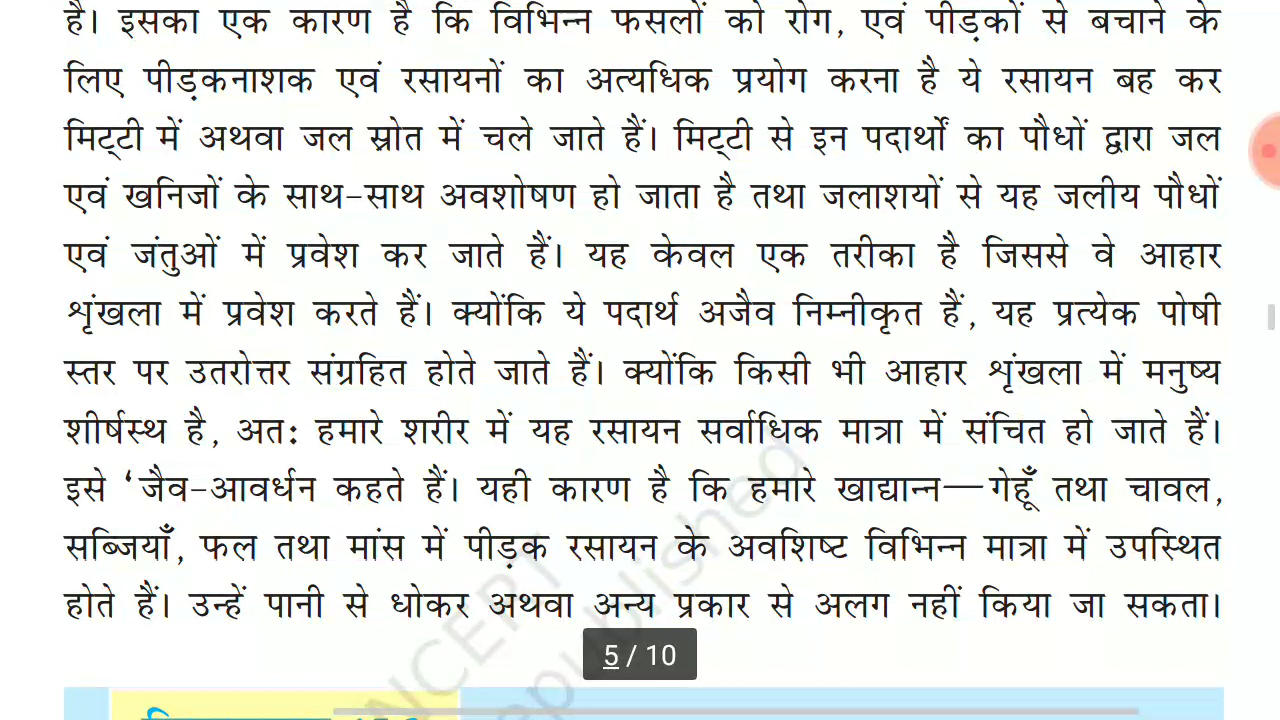 है। इसका एक कारण है कि विभिन्न फसलों को रोग, एवं पीड़कों से बचाने के
लिए पीड़कनाशक एवं रसायनों का अत्यधिक प्रयोग करना है ये रसायन बह कर
मिट्टी में अथवा जल स्रोत में चले जाते हैं। मिट्टी से इन पदार्थों का पौधों द्वारा जल
एवं खनिजों के साथ-साथ अवशोषण हो जाता है तथा जलाशयों से यह जलीय पौधों
एवं जंतुओं में प्रवेश कर जाते हैं। यह केवल एक तरीका है जिससे वे आहार
शृंखला में प्रवेश करते हैं। क्योंकि ये पदार्थ अजैव निम्नीकृत हैं, यह प्रत्येक पोषी
स्तर पर उतरोत्तर संग्रहित होते जाते हैं। क्योंकि किसी भी आहार शृंखला में मनुष्य
शीर्षस्थ है, अतः हमारे शरीर में यह रसायन सर्वाधिक मात्रा में संचित हो जाते हैं।
इसे ‘जैव-आवर्धन कहते हैं। यही कारण है कि हमारे खाद्यान्न—गेहूँ तथा चावल,
सब्जियाँ, फल तथा मांस में पीड़क रसायन के अवशिष्ट विभिन्न मात्रा में उपस्थित
होते हैं। उन्हें पानी से धोकर अथवा अन्य प्रकार से अलग नहीं किया जा सकता।
5 / 10
NCERT
republished